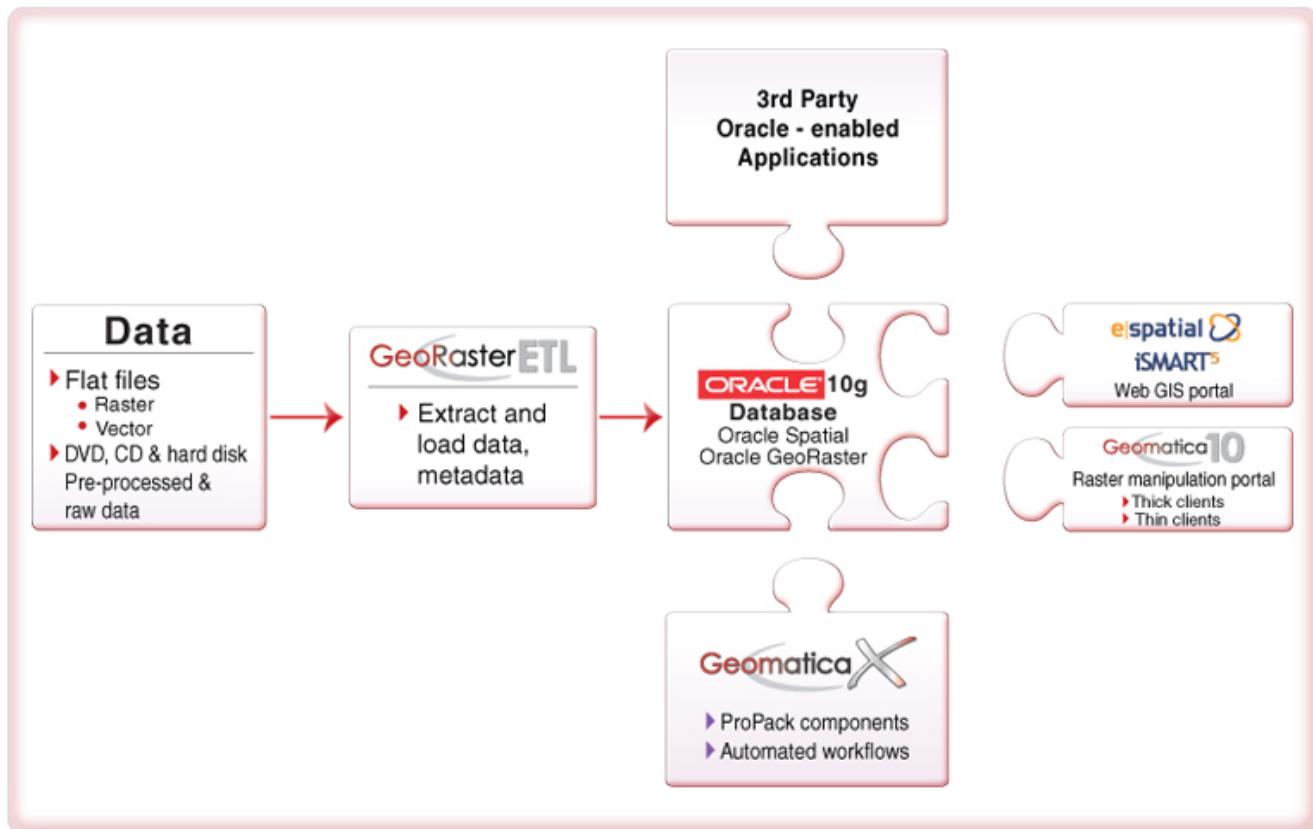 3rd Party
Oracle - enabled
Applications
Data
Flat files
Raster
Vector
DVD, CD & hard disk
Pre-processed &
raw data
GeoRasterETL
Extract and
load data,
metadata
ORACLE 10g
Database
Oracle Spatial
Oracle GeoRaster
e|spatial
iSMART5
Web GIS portal
Geomatica10
Raster manipulation portal
Thick clients
Thin clients
Geomatica X
ProPack components
Automated workflows